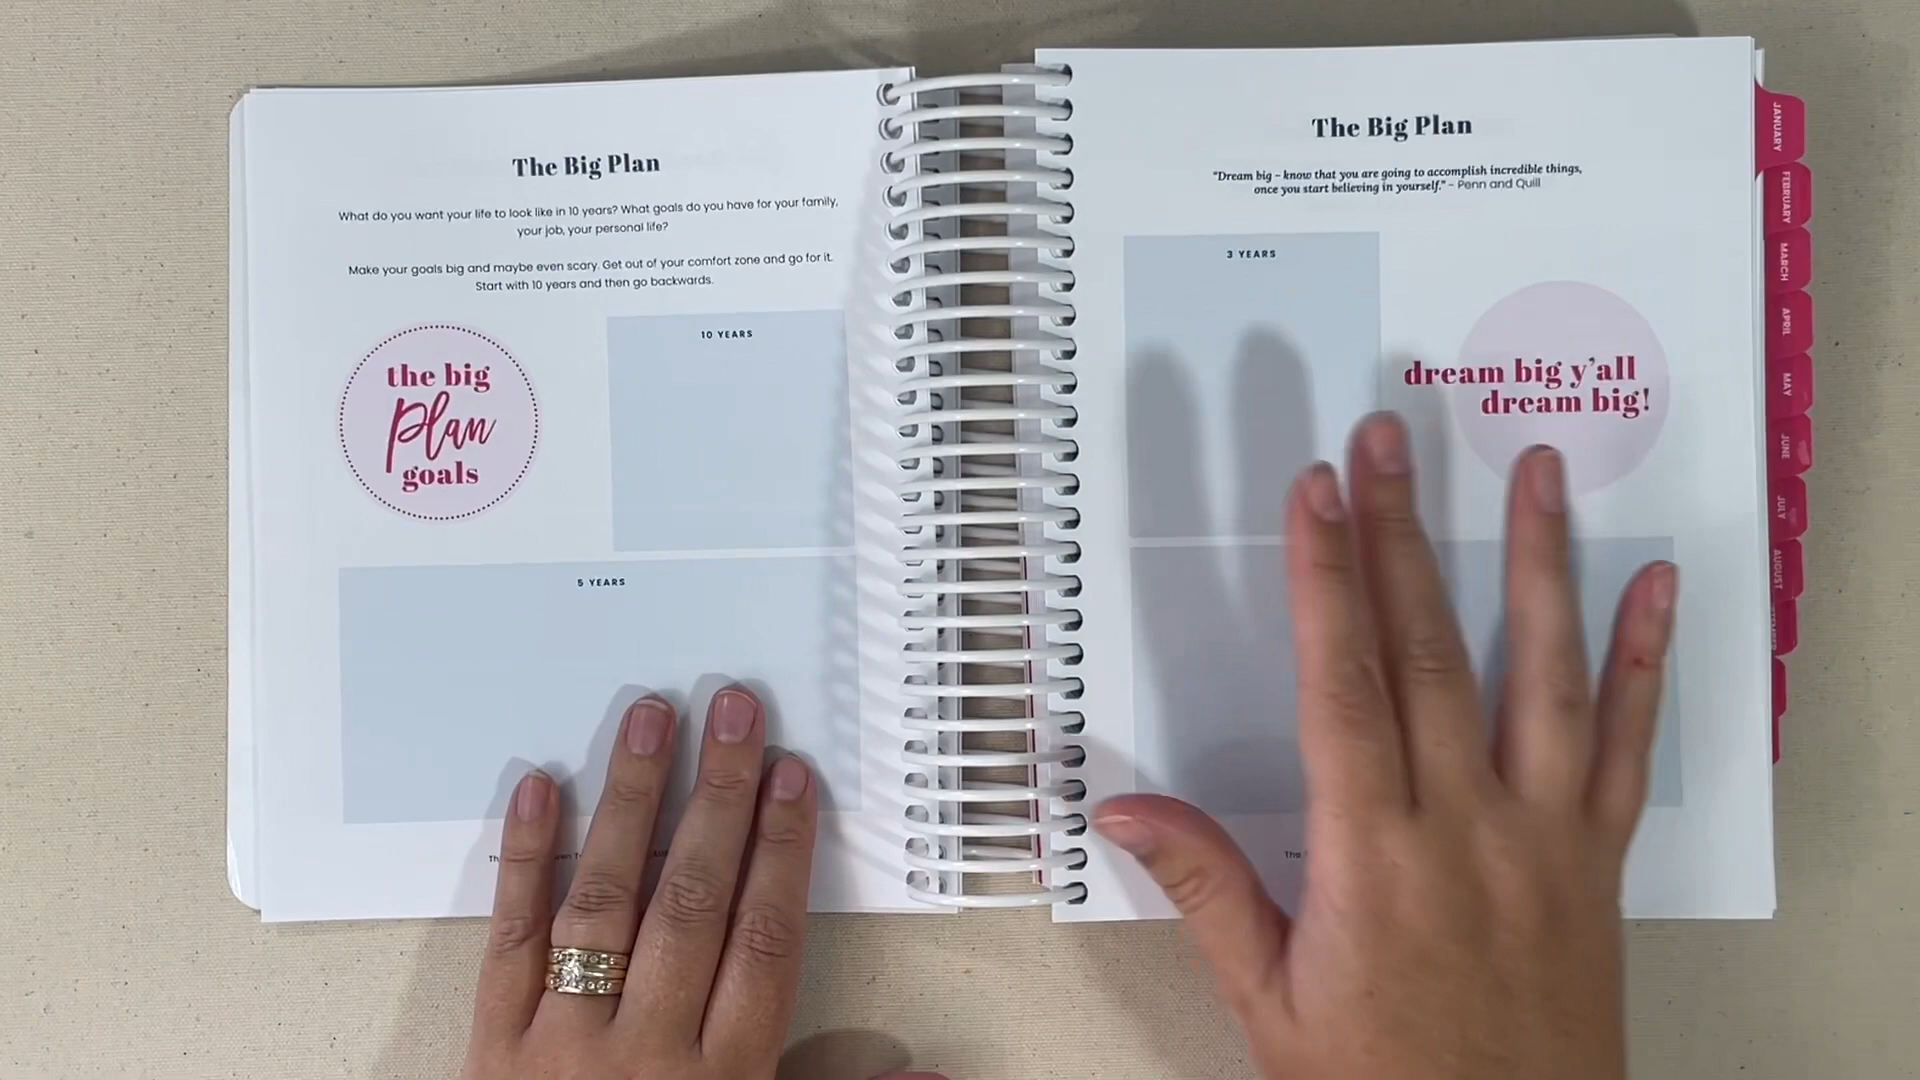 The Big Plan
What do you want your life to look like in 10 years? What goals do you have for your family,
your job, your personal life?
Make your goals big and maybe even scary. Get out of your comfort zone and go for it.
Start with 10 years and then go backwards.
the big
plan
goals
10 YEARS
5 YEARS
The Big Plan
"Dream big – know that you are going to accomplish incredible things,
once you start believing in yourself." - Penn and Quill
3 YEARS
dream big y'all
dream big!
The
JANUARY
FEBRUARY
MARCH
APRIL
MAY
JUNE
JULY
AUGUST